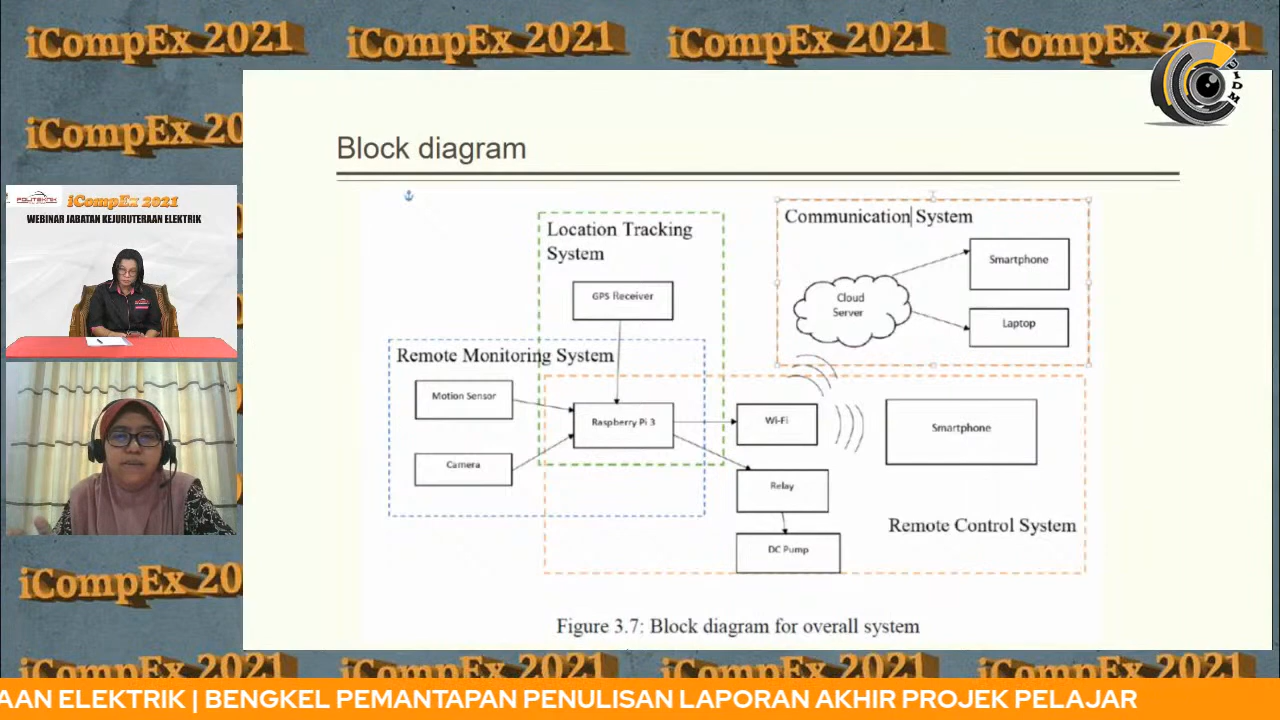 iCompEx 2021 iCompEx 2021 iCompEx 2021 iCompEx 2021
iCompEx 20
UIDM
Block diagram
POLITEKNIK
iCompEx 2021
WEBINAR JABATAN KEJURUTERAAN ELEKTRIK
Location Tracking
System
GPS Receiver
Communication System
Cloud
Server
Smartphone
Laptop
Remote Monitoring System
Motion Sensor
Camera
Raspberry Pi 3
Wi-Fi
Smartphone
Relay
DC Pump
Remote Control System
Figure 3.7: Block diagram for overall system
iCompEx 20
iCompEx 2021 iCompEx 2021 iCompEx 2021 iCompEx 2021
AAN ELEKTRIK | BENGKEL PEMANTAPAN PENULISAN LAPORAN AKHIR PROJEK PELAJAR